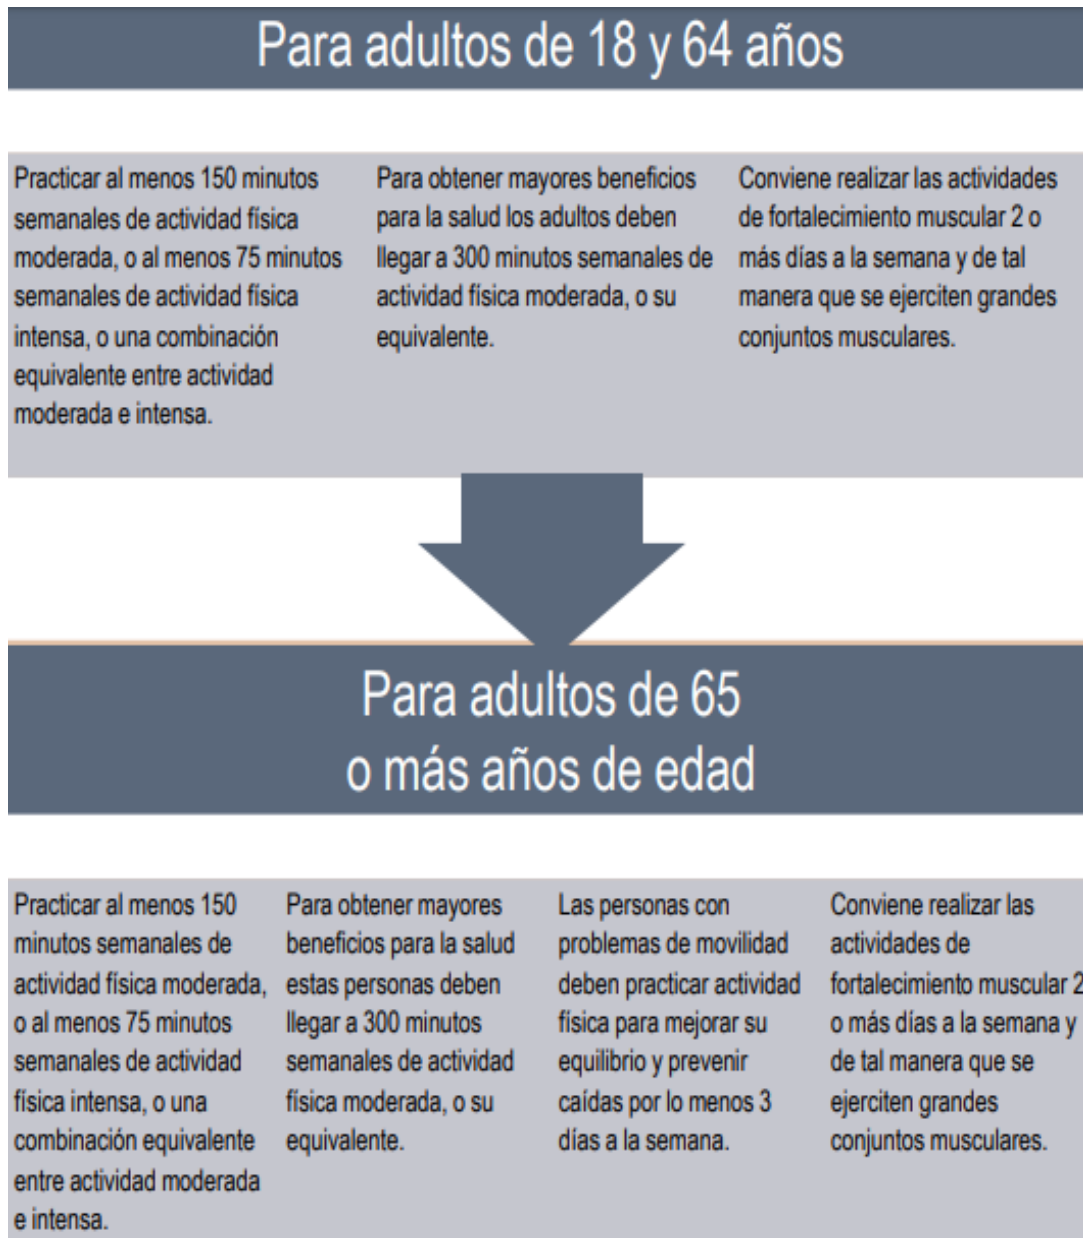 Para adultos de 18 y 64 años
Practicar al menos 150 minutos
semanales de actividad física
moderada, o al menos 75 minutos
semanales de actividad física
intensa, o una combinación
equivalente entre actividad
moderada e intensa.
Para obtener mayores beneficios
para la salud los adultos deben
llegar a 300 minutos semanales de
actividad física moderada, o su
equivalente.
Conviene realizar las actividades
de fortalecimiento muscular 2 o
más días a la semana y de tal
manera que se ejerciten grandes
conjuntos musculares.
Para adultos de 65
o más años de edad
Practicar al menos 150
minutos semanales de
actividad física moderada,
o al menos 75 minutos
semanales de actividad
física intensa, o una
combinación equivalente
entre actividad moderada
e intensa.
Para obtener mayores
beneficios para la salud
estas personas deben
llegar a 300 minutos
semanales de actividad
física moderada, o su
equivalente.
Las personas con
problemas de movilidad
deben practicar actividad
física para mejorar su
equilibrio y prevenir
caídas por lo menos 3
días a la semana.
Conviene realizar las
actividades de
fortalecimiento muscular 2
o más días a la semana y
de tal manera que se
ejerciten grandes
conjuntos musculares.